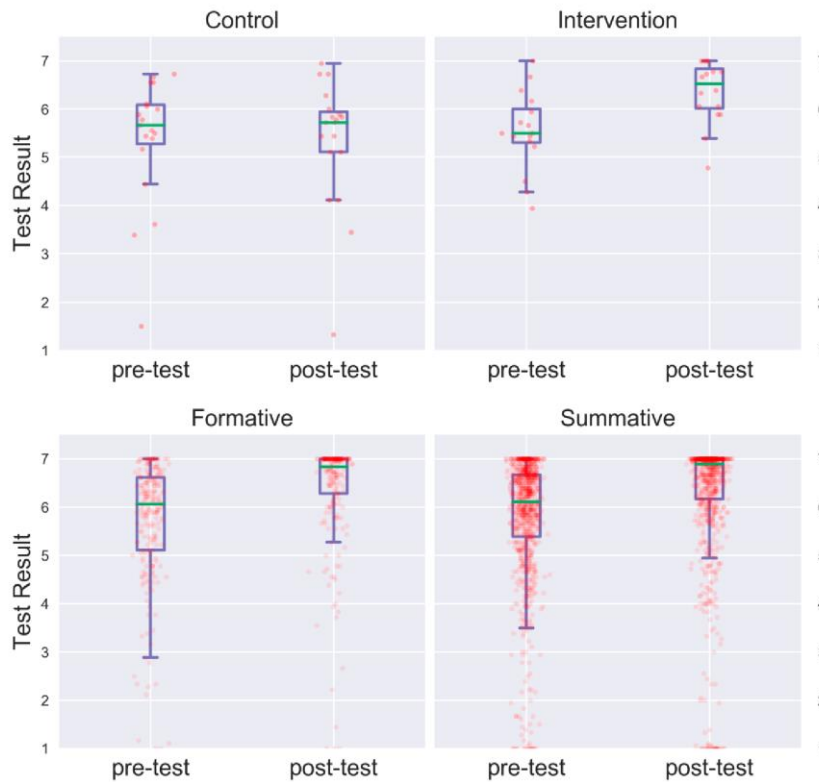 Control
Intervention
Test Result
7
6
5
4
3
2
1
pre-test
post-test
pre-test
post-test
Formative
Summative
Test Result
7
6
5
4
3
2
1
pre-test
post-test
pre-test
post-test